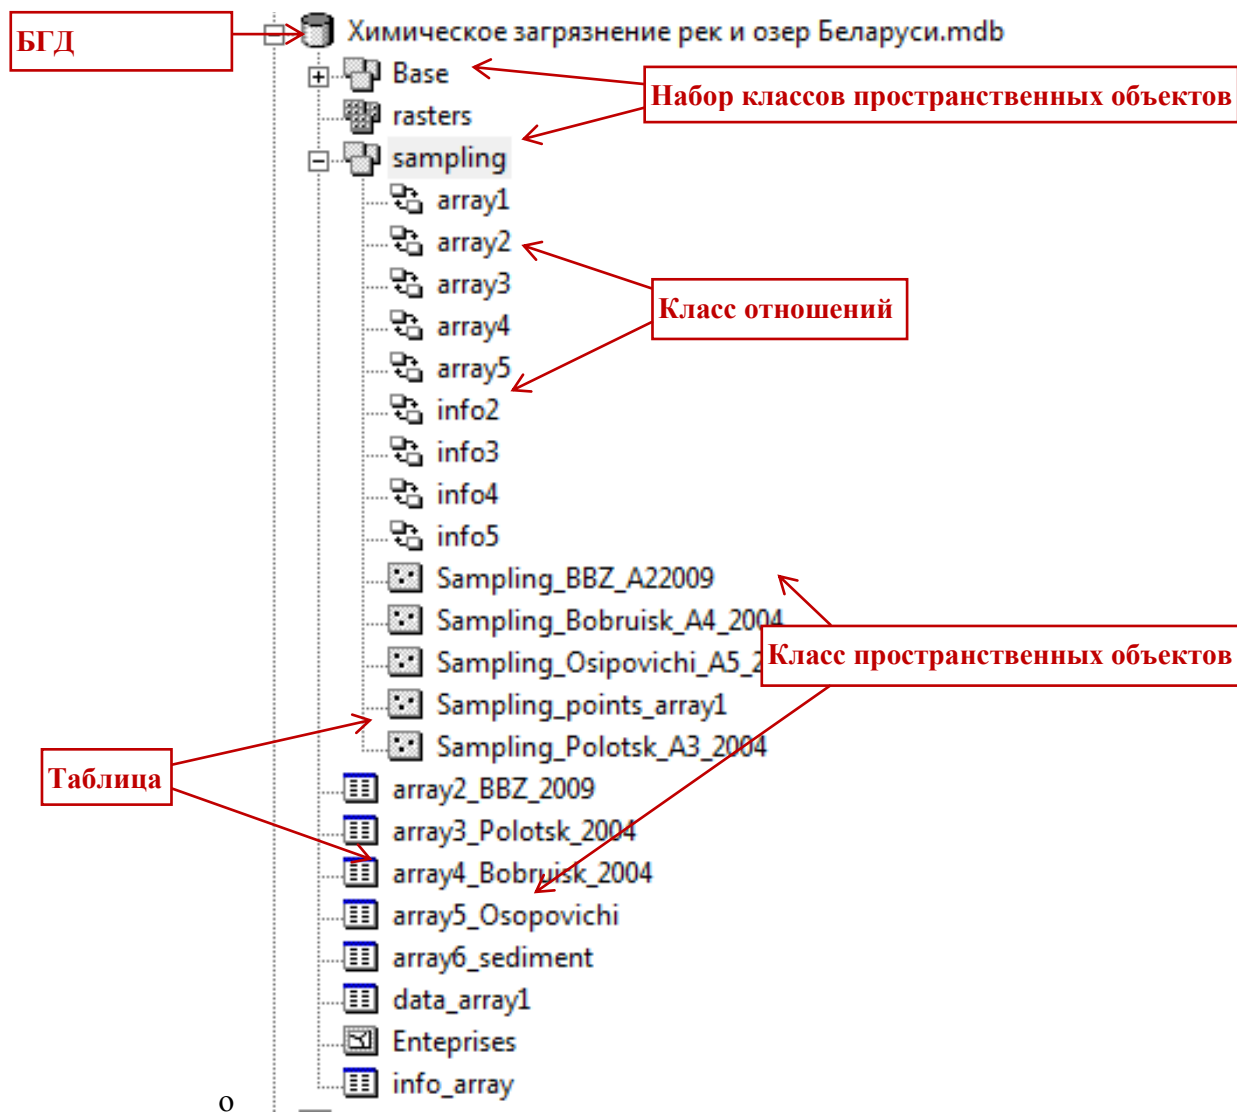 БГД
Химическое загрязнение рек и озер Беларуси.mdb
Base
Набор классов пространственных объектов
rasters
sampling
array1
array2
array3
Класс отношений
array4
array5
info2
info3
info4
info5
Sampling_BBZ_A22009
Sampling_Bobruisk_A4_2004
Sampling_Osipovichi_A5_2
Класс пространственных объектов
Sampling_points_array1
Sampling_Polotsk_A3_2004
Таблица
array2_BBZ_2009
array3_Polotsk_2004
array4_Bobruisk_2004
array5_Osopovichi
array6_sediment
data_array1
Enteprises
info_array
о